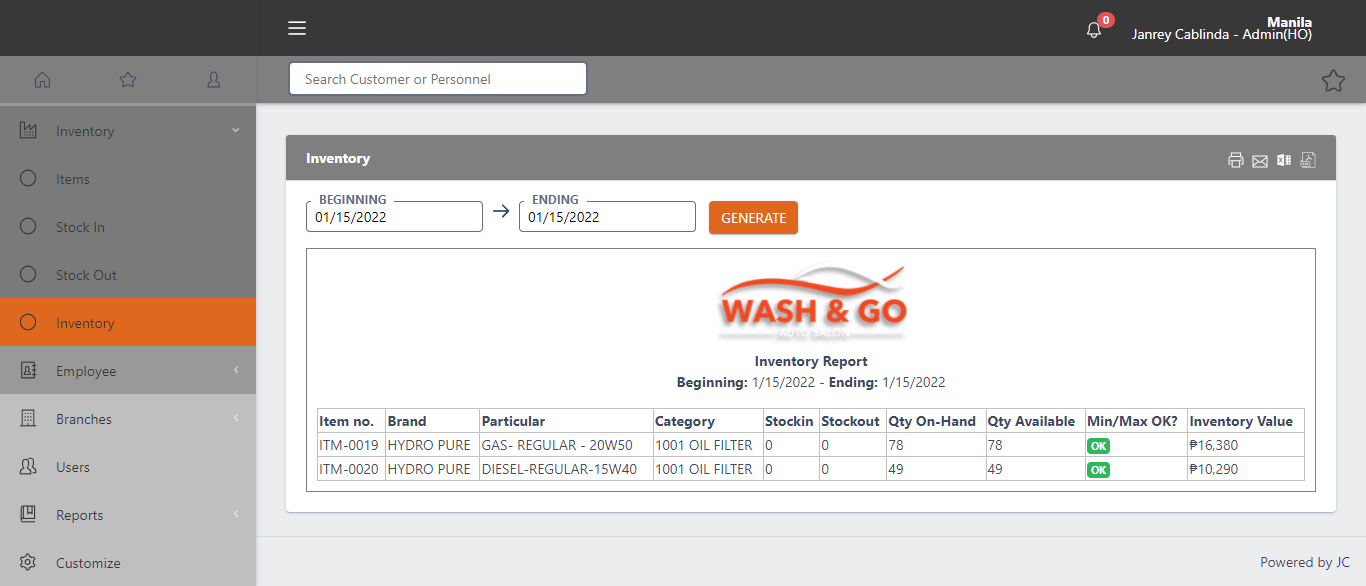 0
Manila
Janrey Cablinda - Admin(HO)
Search Customer or Personnel
Inventory
Items
Stock In
Stock Out
Inventory
Employee
Branches
Users
Reports
Customize
Inventory
BEGINNING
01/15/2022
ENDING
01/15/2022
GENERATE
WASH & GO
AUTO SALON
Inventory Report
Beginning: 1/15/2022 - Ending: 1/15/2022
Item no. Brand Particular Category Stockin Stockout Qty On-Hand Qty Available Min/Max OK? Inventory Value
ITM-0019 HYDRO PURE GAS- REGULAR - 20W50 1001 OIL FILTER 0 0 78 78 OK ₱16,380
ITM-0020 HYDRO PURE DIESEL-REGULAR-15W40 1001 OIL FILTER 0 0 49 49 OK ₱10,290
Powered by JC